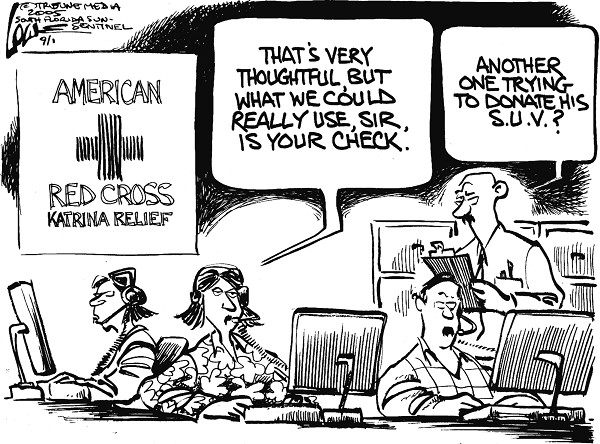 © TRIBUNE MEDIA
2005
SOUTH FLORIDA SUN-
SENTINEL
9/1
AMERICAN
RED CROSS
KATRINA RELIEF
THAT'S VERY
THOUGHTFUL, BUT
WHAT WE COULD
REALLY USE, SIR,
IS YOUR CHECK.
ANOTHER
ONE TRYING
TO DONATE HIS
S.U.V.?